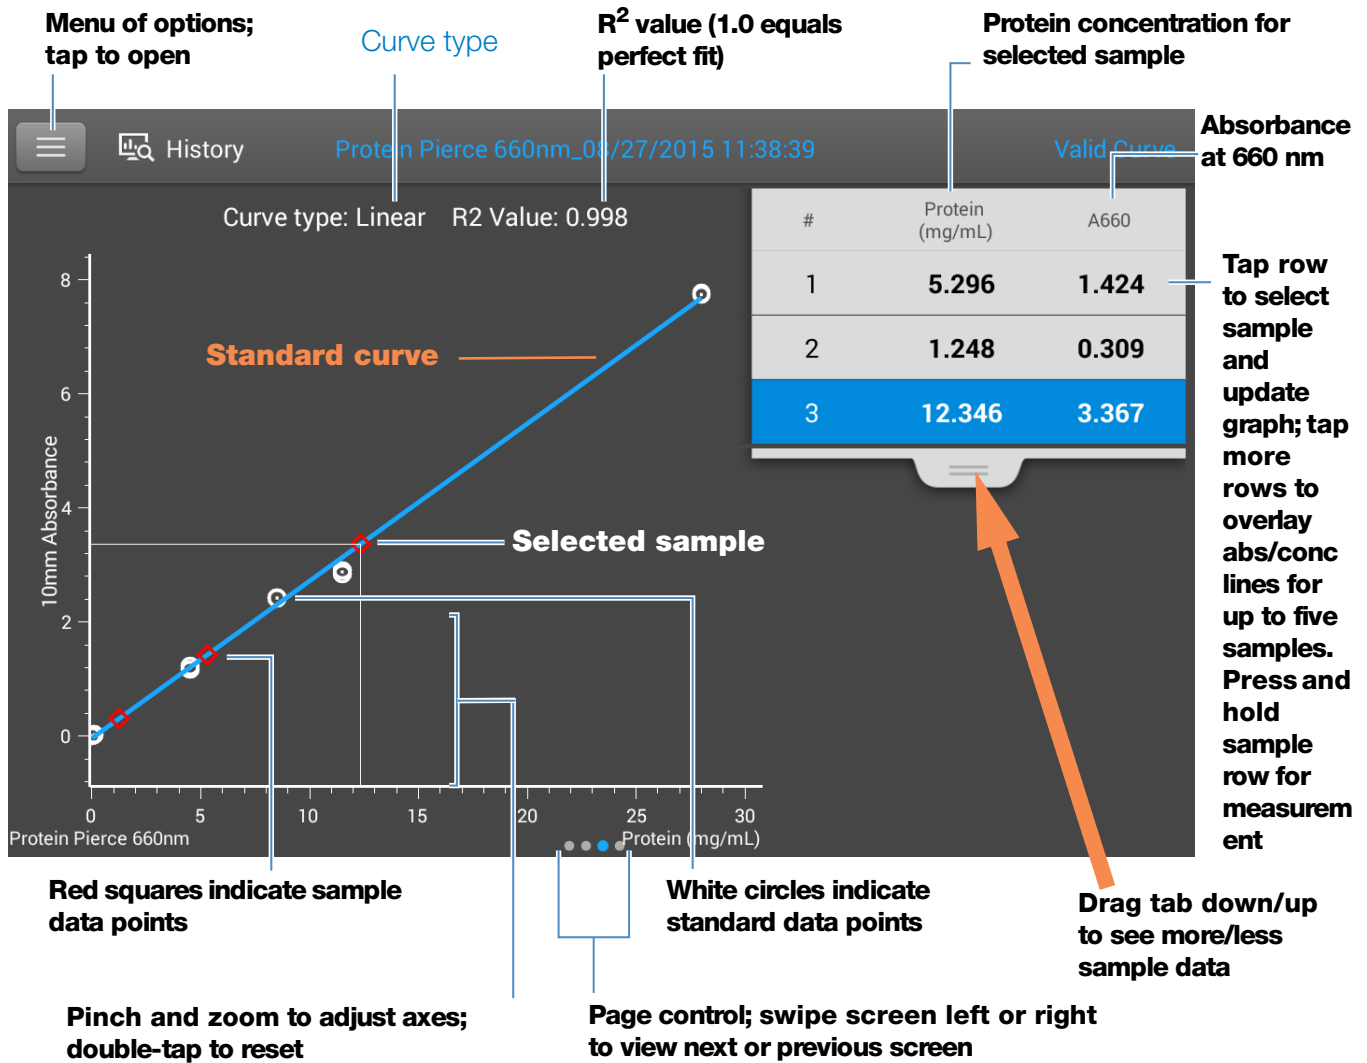 Menu of options;
tap to open
Curve type
R2 value (1.0 equals
perfect fit)
Protein concentration for
selected sample
Absorbance
at 660 nm
History
Protein Pierce 660nm_08/27/2015 11:38:39
Valid Curve
Curve type: Linear R2 Value: 0.998
# Protein (mg/mL) A660
1 5.296 1.424
2 1.248 0.309
3 12.346 3.367
Tap row
to select
sample
and
update
graph; tap
more
rows to
overlay
abs/conc
lines for
up to five
samples.
Press and
hold
sample
row for
measurem
ent
Standard curve
Selected sample
10mm Absorbance
8
6
4
2
0
0 5 10 15 20 25 30
Protein Pierce 660nm
Protein (mg/mL)
Red squares indicate sample
data points
White circles indicate
standard data points
Drag tab down/up
to see more/less
sample data
Pinch and zoom to adjust axes;
double-tap to reset
Page control; swipe screen left or right
to view next or previous screen